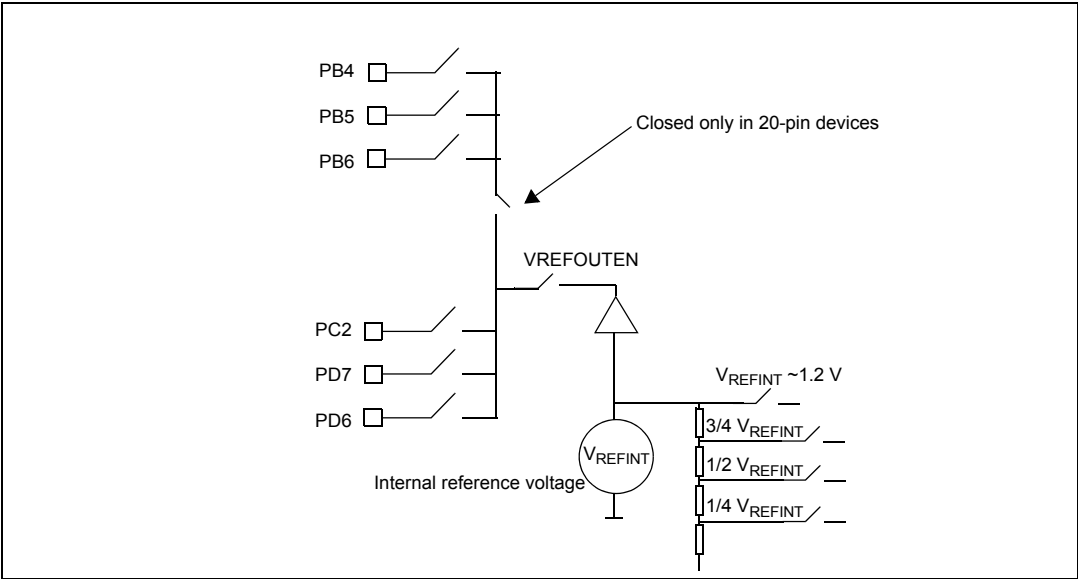 PB4
PB5
PB6
Closed only in 20-pin devices
VREFOUTEN
PC2
PD7
PD6
VREFINT ~1.2 V
3/4 VREFINT
VREFINT
1/2 VREFINT
Internal reference voltage
1/4 VREFINT